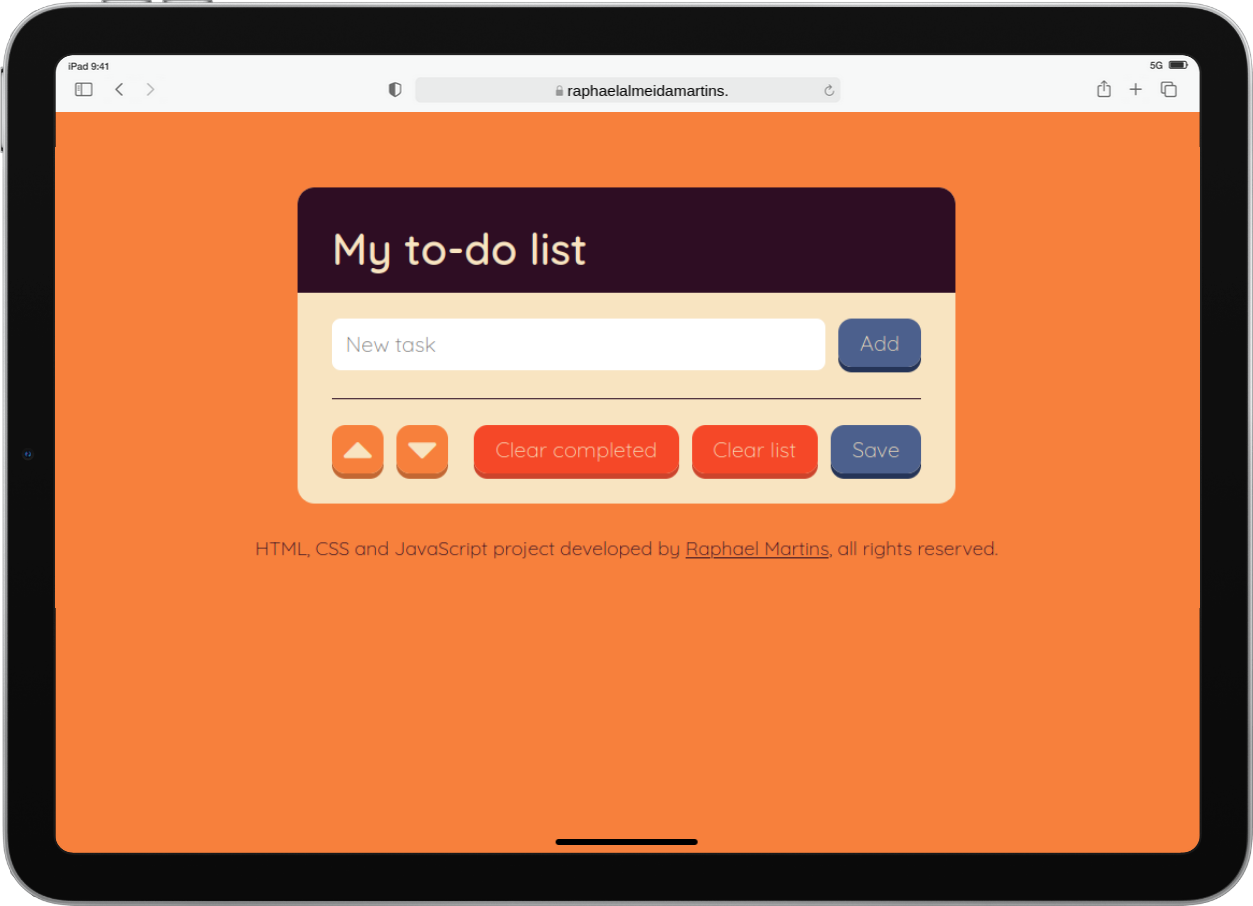 iPad 9:41
5G
raphaelalmeidamartins.
My to-do list
New task
Add
Clear completed
Clear list
Save
HTML, CSS and JavaScript project developed by Raphael Martins, all rights reserved.